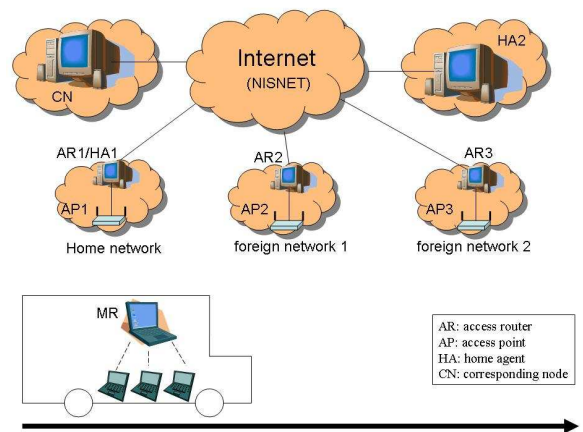 Internet
(NISNET)
CN
HA2
AR1/HA1
AR2
AR3
AP1
AP2
AP3
Home network
foreign network 1
foreign network 2
MR
AR: access router
AP: access point
HA: home agent
CN: corresponding node